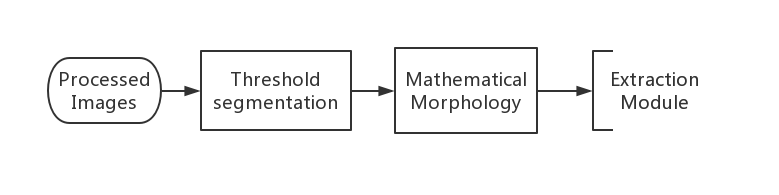 Processed
Images
Threshold
segmentation
Mathematical
Morphology
Extraction
Module